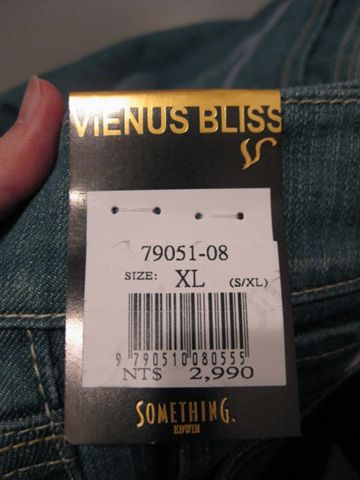 VIENUS BLISS
79051-08
SIZE: XL (S/XL)
9 790510 080555
NT$ 2,990
SOMETHING.
EDWIN